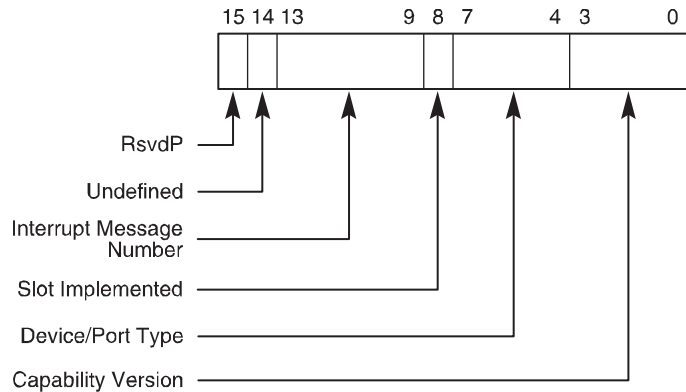 15 14 13 9 8 7 4 3 0
RsvdP
Undefined
Interrupt Message
Number
Slot Implemented
Device/Port Type
Capability Version